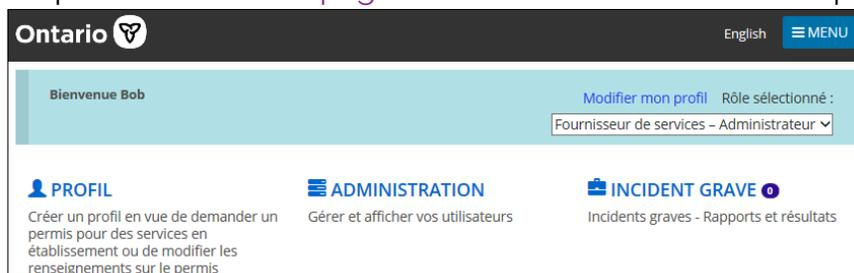 Ontario
English
MENU
Bienvenue Bob
Modifier mon profil Rôle sélectionné :
Fournisseur de services – Administrateur
PROFIL
Créer un profil en vue de demander un
permis pour des services en
établissement ou de modifier les
renseignements sur le permis
ADMINISTRATION
Gérer et afficher vos utilisateurs
INCIDENT GRAVE 0
Incidents graves - Rapports et résultats